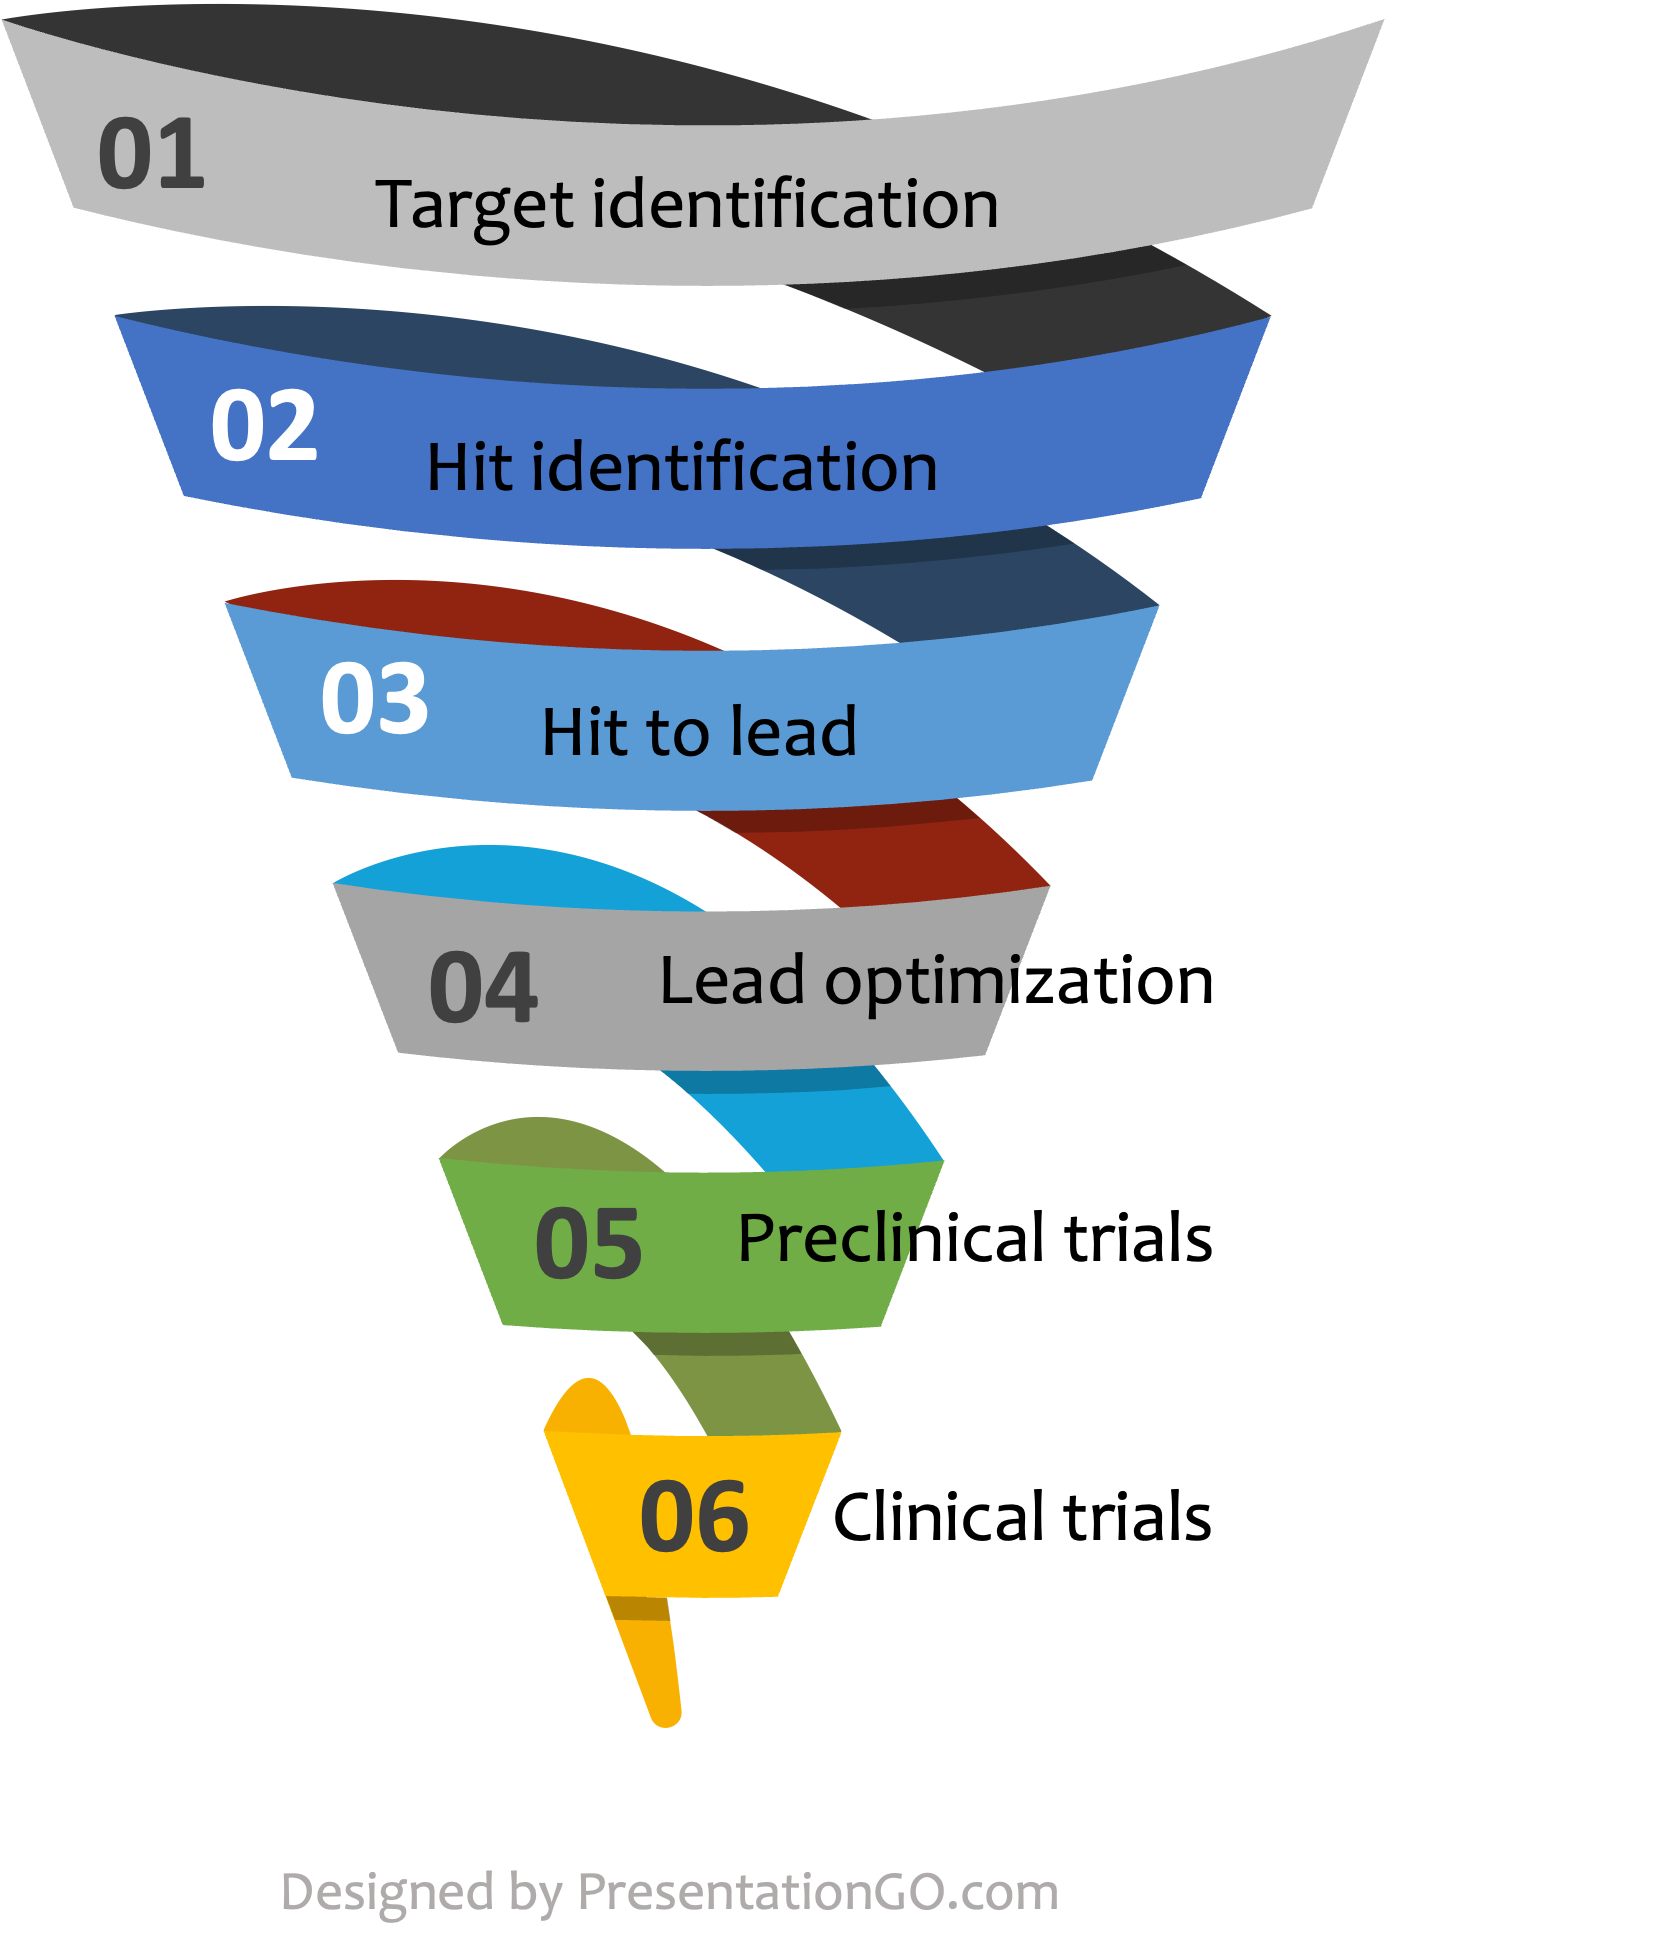 01
Target identification
02
Hit identification
03
Hit to lead
04
Lead optimization
05
Preclinical trials
06
Clinical trials
Designed by PresentationGO.com